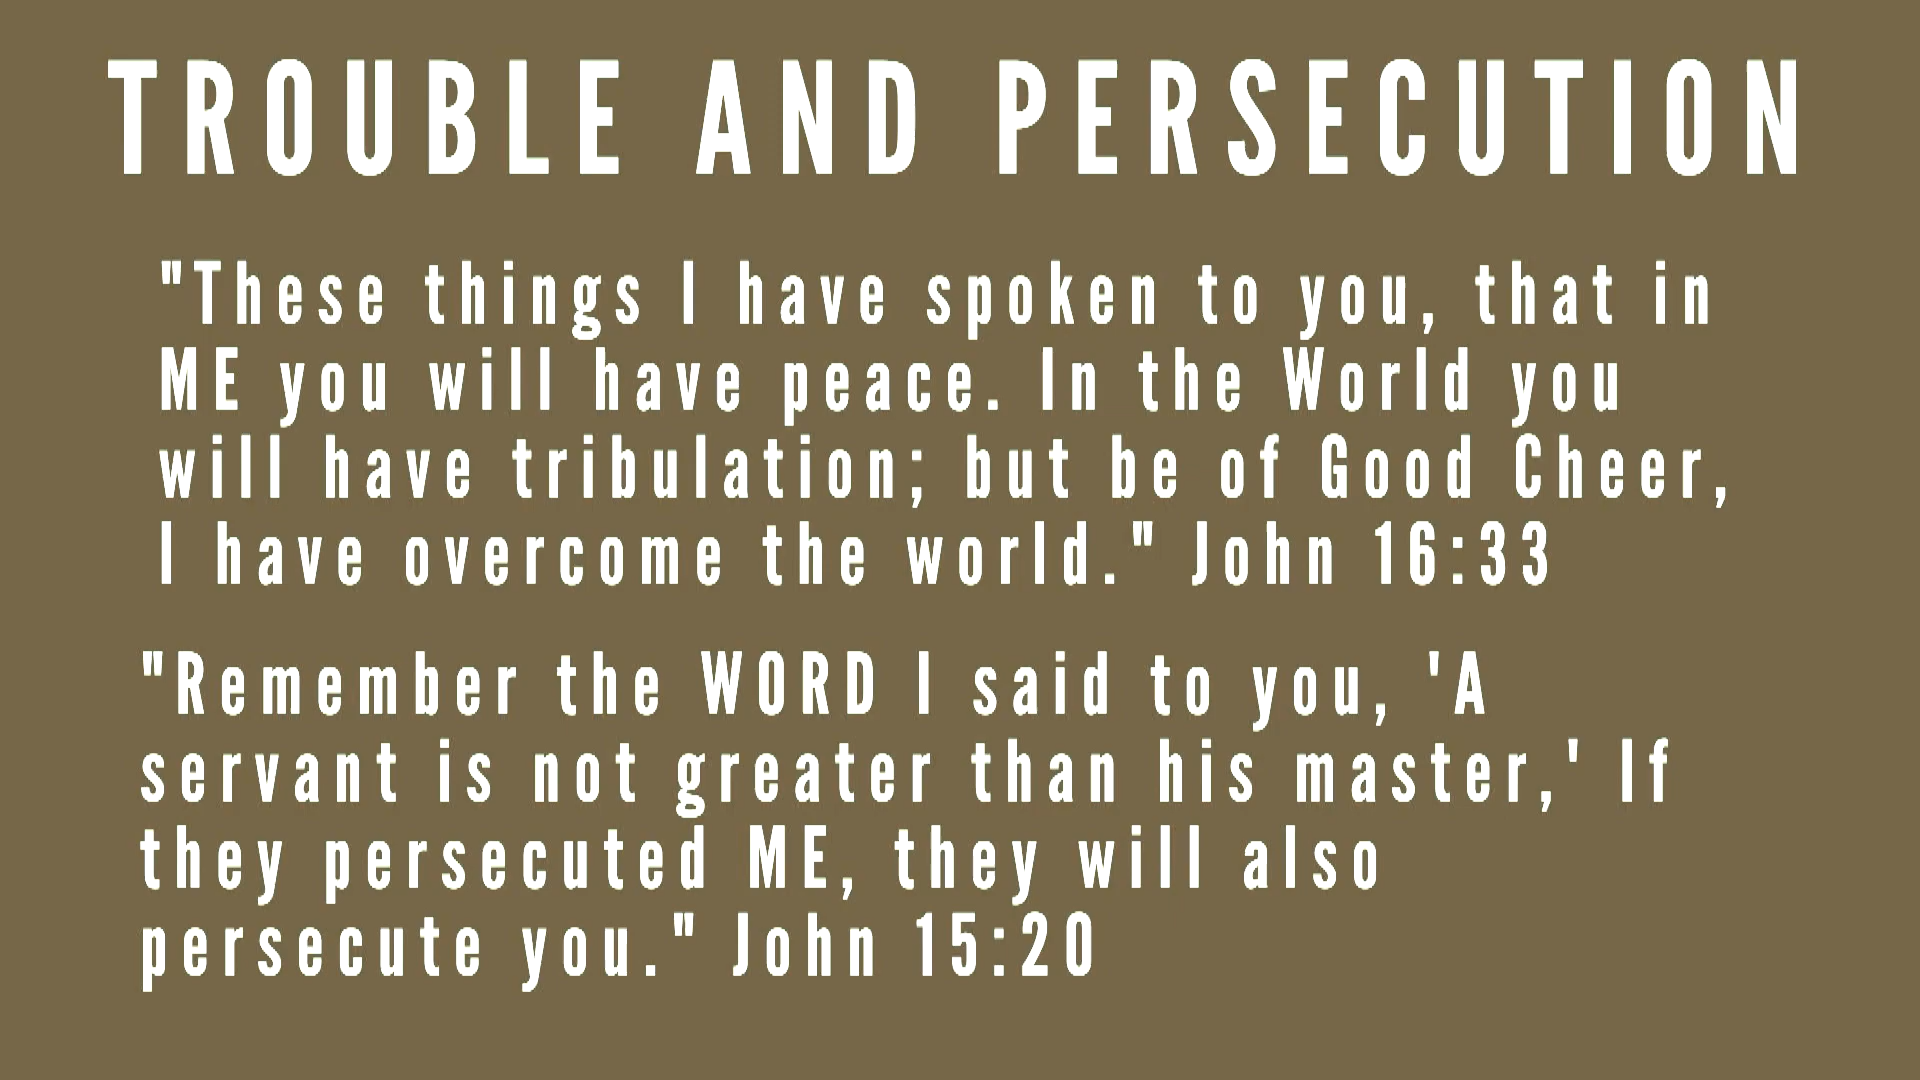 TROUBLE AND PERSECUTION
"These things I have spoken to you, that in
ME you will have peace. In the World you
will have tribulation; but be of Good Cheer,
I have overcome the world." John 16:33
"Remember the WORD I said to you, 'A
servant is not greater than his master,' If
they persecuted ME, they will also
persecute you." John 15:20